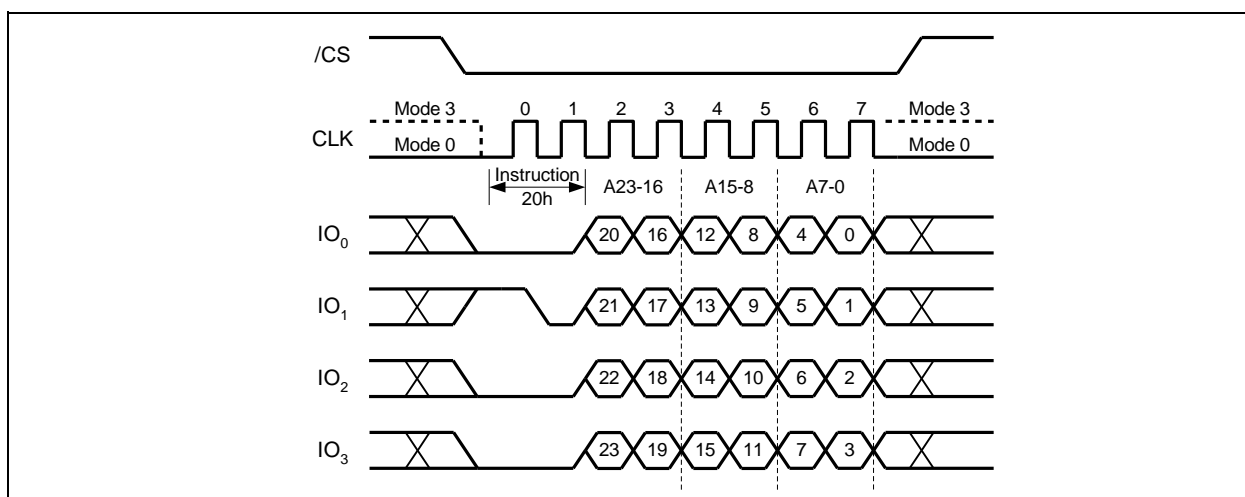 /CS
Mode 3 0 1 2 3 4 5 6 7 Mode 3
CLK
Mode 0 Mode 0
Instruction
20h
A23-16 A15-8 A7-0
IO0 20 16 12 8 4 0
IO1 21 17 13 9 5 1
IO2 22 18 14 10 6 2
IO3 23 19 15 11 7 3